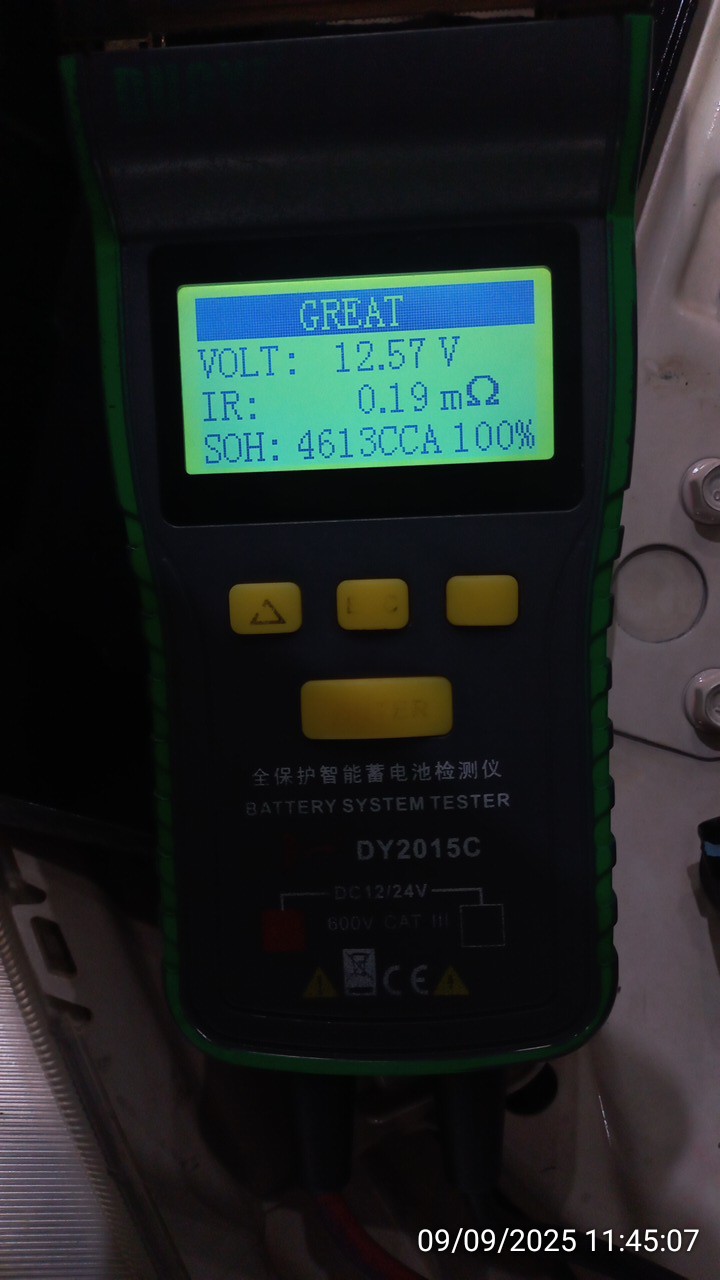 GREAT
VOLT: 12.57 V
IR: 0.19 mΩ
SOH: 4613CCA 100%
全保护智能蓄电池检测仪
BATTERY SYSTEM TESTER
DY2015C
DC12/24V
600V CAT III
CE
09/09/2025 11:45:07